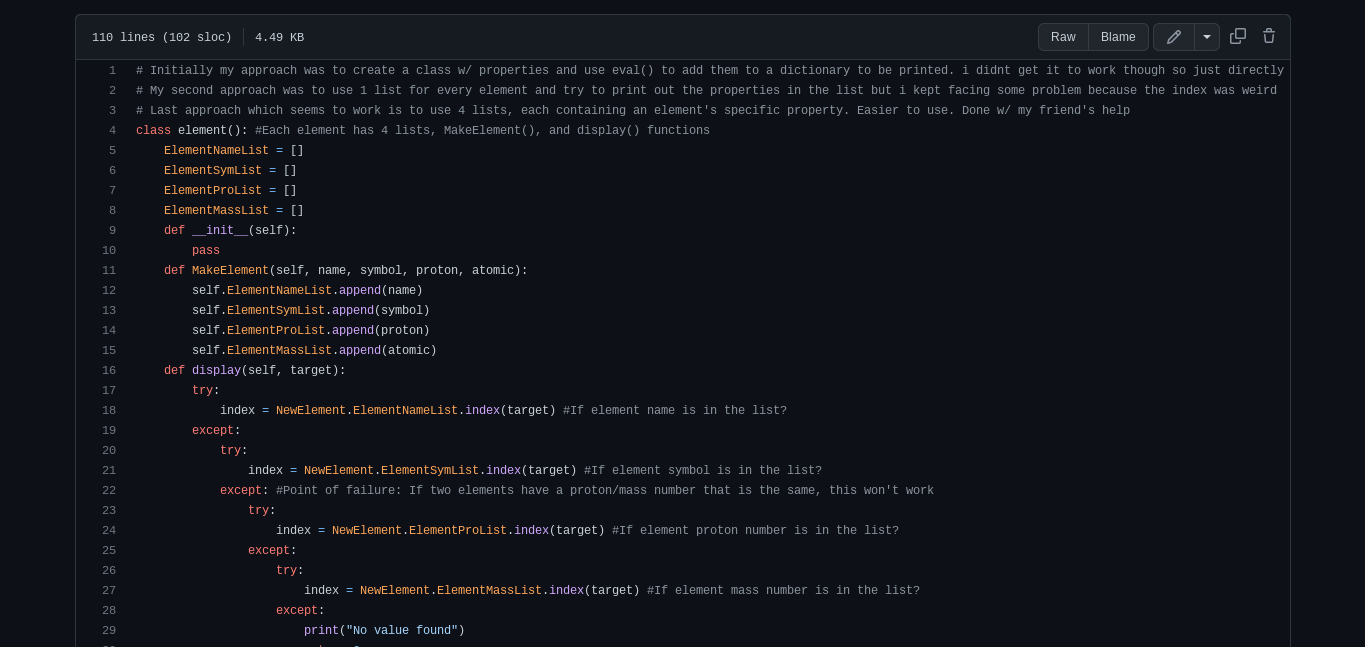 110 lines (102 sloc) 4.49 KB Raw Blame
1 # Initially my approach was to create a class w/ properties and use eval() to add them to a dictionary to be printed. i didnt get it to work though so just directly
2 # My second approach was to use 1 list for every element and try to print out the properties in the list but i kept facing some problem because the index was weird
3 # Last approach which seems to work is to use 4 lists, each containing an element's specific property. Easier to use. Done w/ my friend's help
4 class element(): #Each element has 4 lists, MakeElement(), and display() functions
5     ElementNameList = []
6     ElementSymList = []
7     ElementProList = []
8     ElementMassList = []
9     def __init__(self):
10         pass
11     def MakeElement(self, name, symbol, proton, atomic):
12         self.ElementNameList.append(name)
13         self.ElementSymList.append(symbol)
14         self.ElementProList.append(proton)
15         self.ElementMassList.append(atomic)
16     def display(self, target):
17         try:
18             index = NewElement.ElementNameList.index(target) #If element name is in the list?
19         except:
20             try:
21                 index = NewElement.ElementSymList.index(target) #If element symbol is in the list?
22             except: #Point of failure: If two elements have a proton/mass number that is the same, this won't work
23                 try:
24                     index = NewElement.ElementProList.index(target) #If element proton number is in the list?
25                 except:
26                     try:
27                         index = NewElement.ElementMassList.index(target) #If element mass number is in the list?
28                     except:
29                         print("No value found")